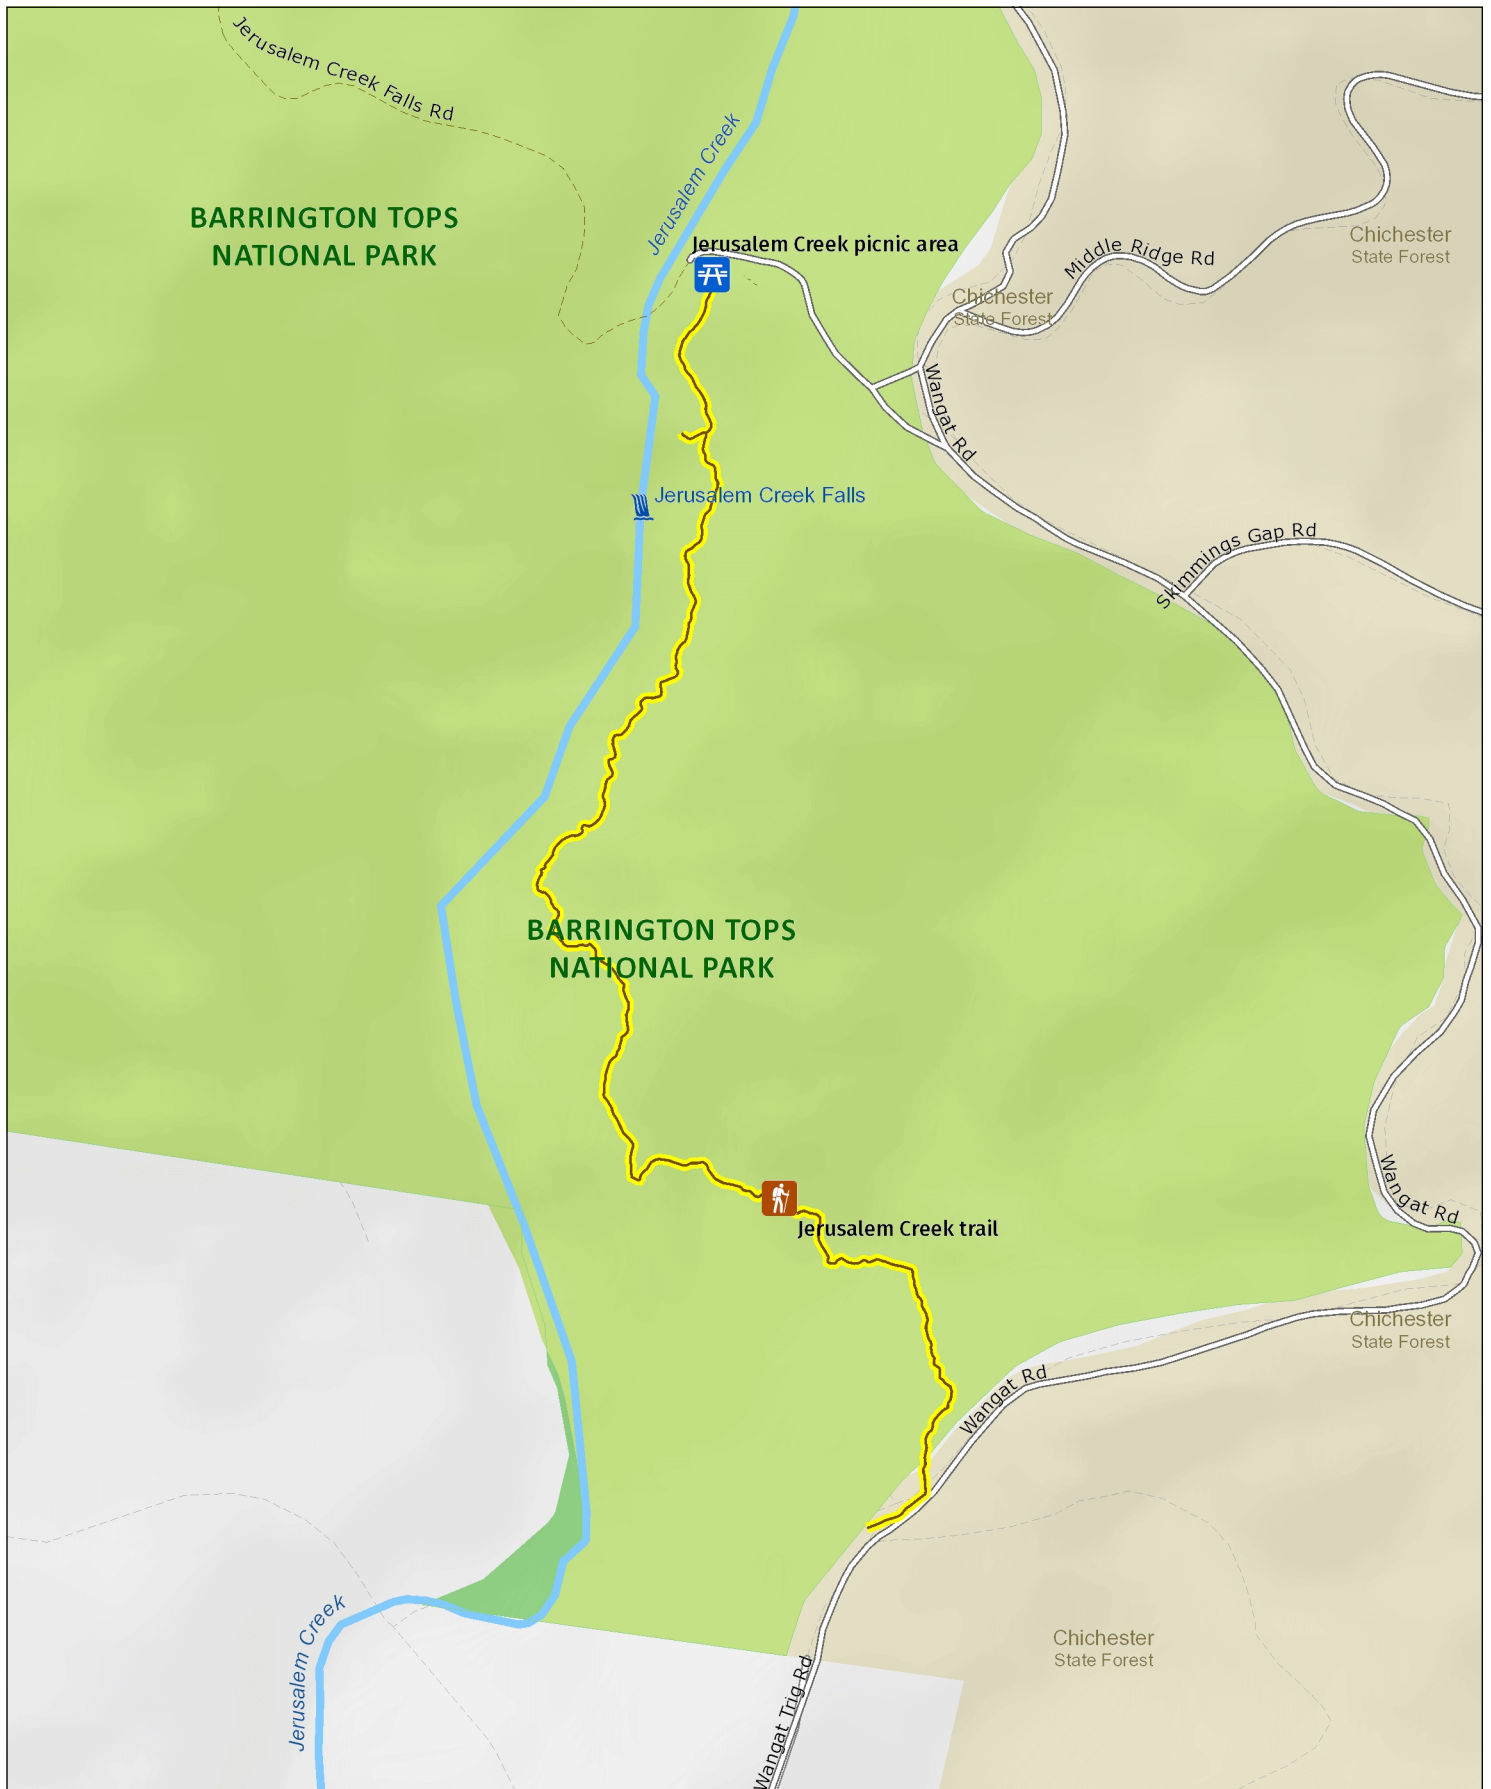 Jerusalem Creek Falls Rd
Jerusalem Creek
BARRINGTON TOPS
NATIONAL PARK
Jerusalem Creek picnic area
Middle Ridge Rd
Chichester
State Forest
Chichester
State Forest
Wangat Rd
Jerusalem Creek Falls
Skimmings Gap Rd
BARRINGTON TOPS
NATIONAL PARK
Wangat Rd
Jerusalem Creek trail
Chichester
State Forest
Wangat Rd
Jerusalem Creek
Chichester
State Forest
Wangat Trig Rd